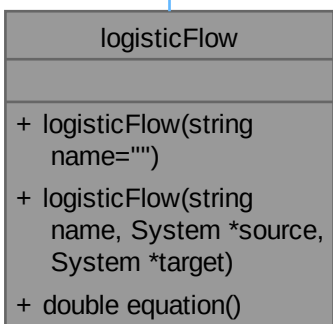 logisticFlow
+ logisticFlow(string
name="")
+ logisticFlow(string
name, System *source,
System *target)
+ double equation()